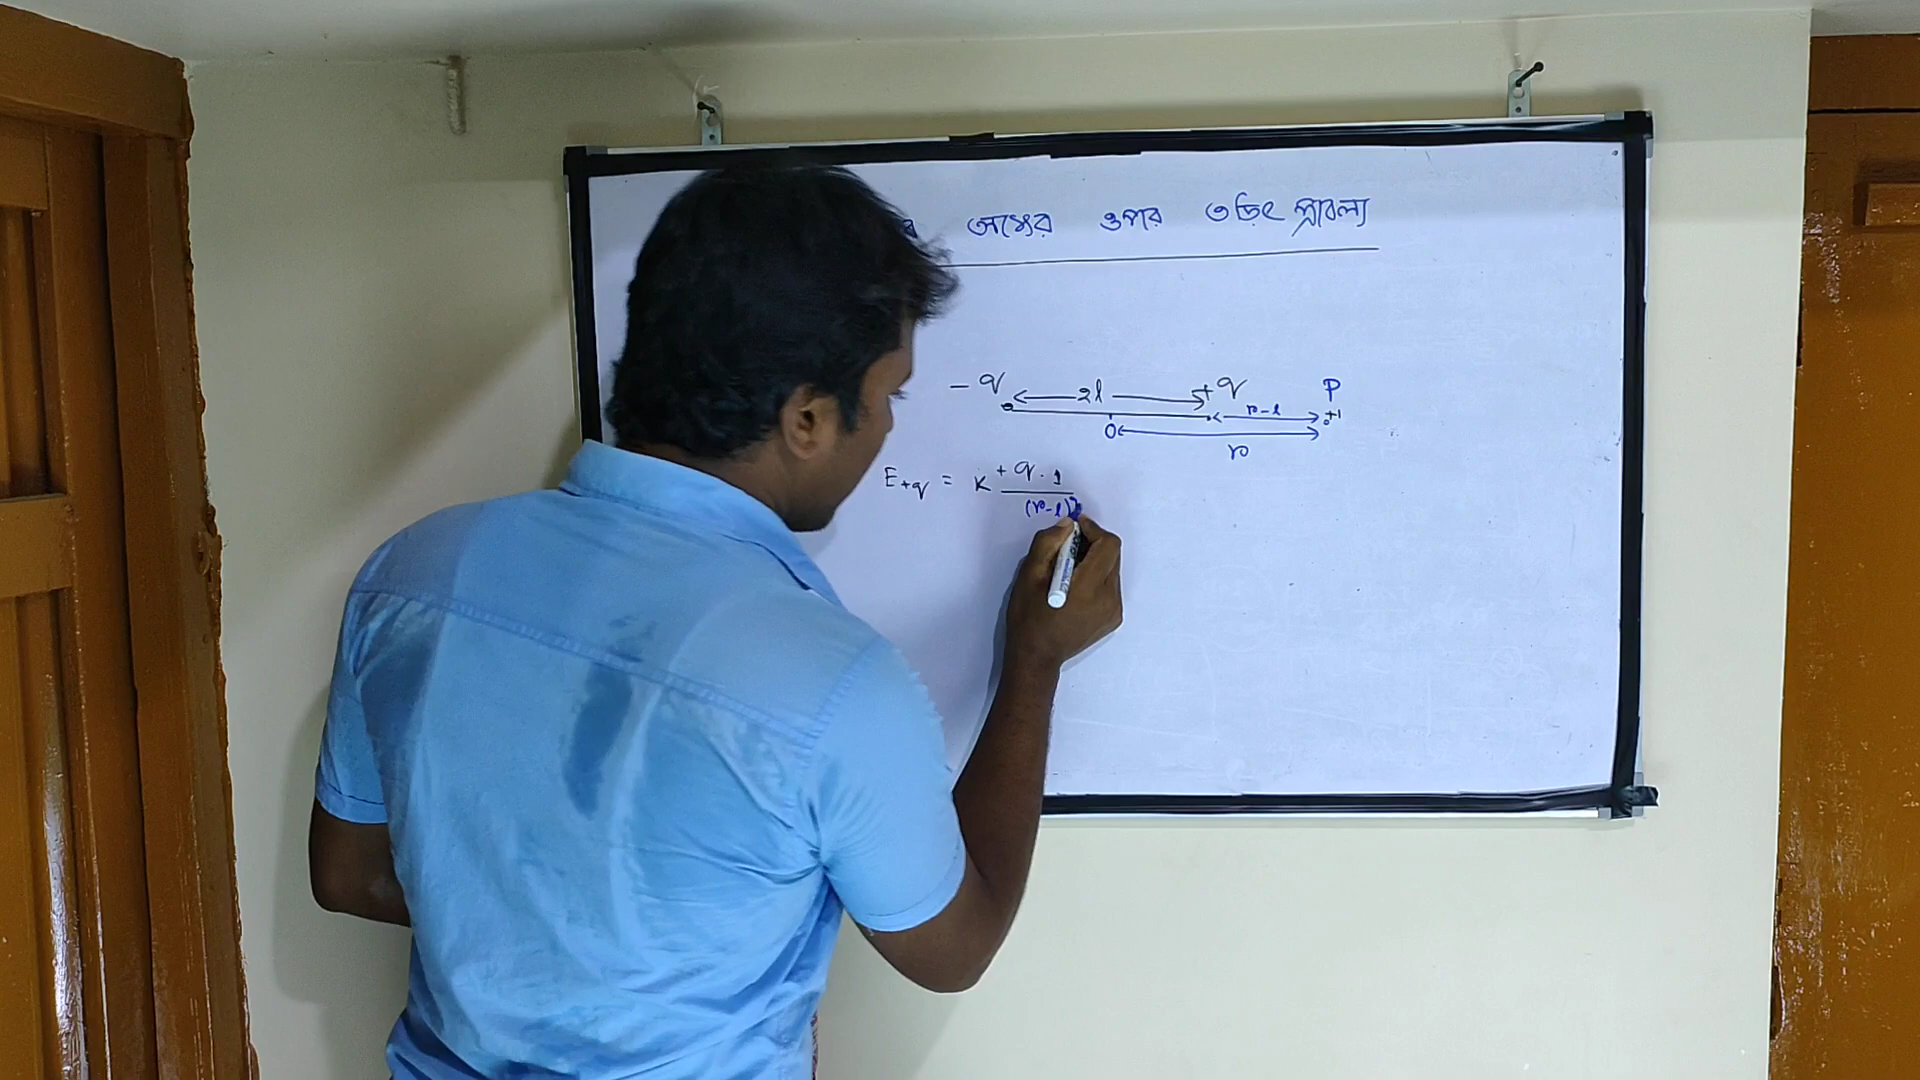 অক্ষের ওপর তড়িৎ প্রাবল্য
- q 2l + q P
r-l +1
O
r
E+q = K + q . 1 / (r-l)²